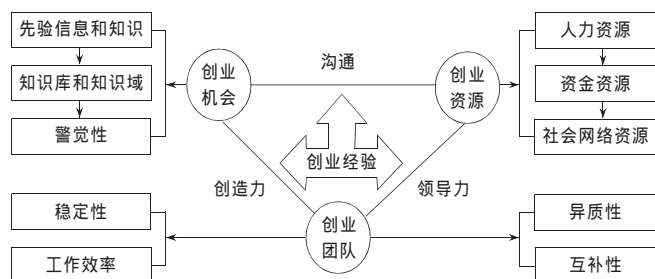 先验信息和知识
知识库和知识域
警觉性
创业
机会
沟通
创业
资源
人力资源
资金资源
社会网络资源
创业经验
创造力
领导力
稳定性
工作效率
创业
团队
异质性
互补性